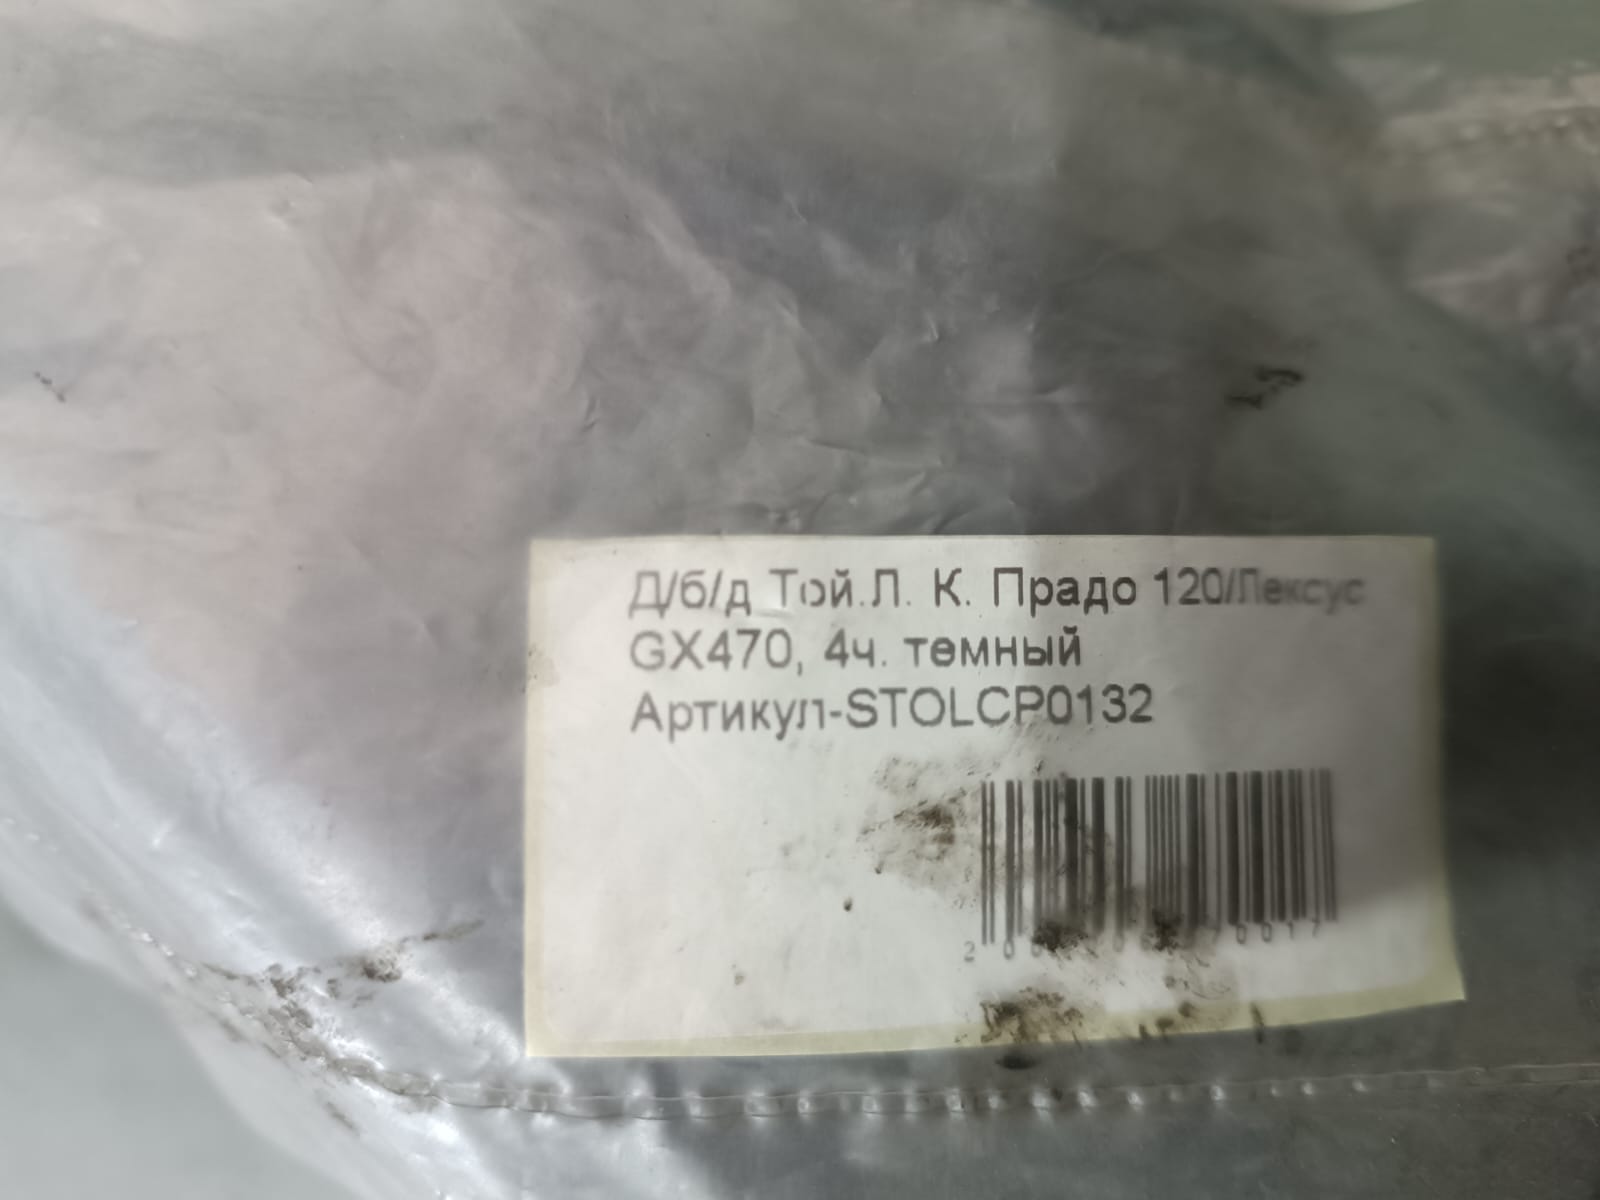 Д/б/д Той.Л. К. Прадо 120/Лексус
GX470, 4ч. темный
Артикул-STOLCP0132